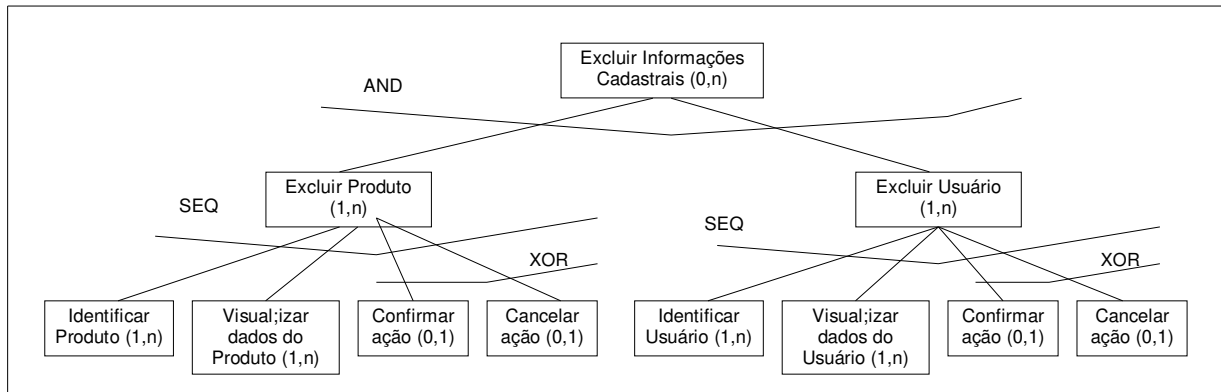 Excluir Informações
Cadastrais (0,n)
AND
Excluir Produto
(1,n)
Excluir Usuário
(1,n)
SEQ
SEQ
XOR
XOR
Identificar
Produto (1,n)
Visual;izar
dados do
Produto (1,n)
Confirmar
ação (0,1)
Cancelar
ação (0,1)
Identificar
Usuário (1,n)
Visual;izar
dados do
Usuário (1,n)
Confirmar
ação (0,1)
Cancelar
ação (0,1)